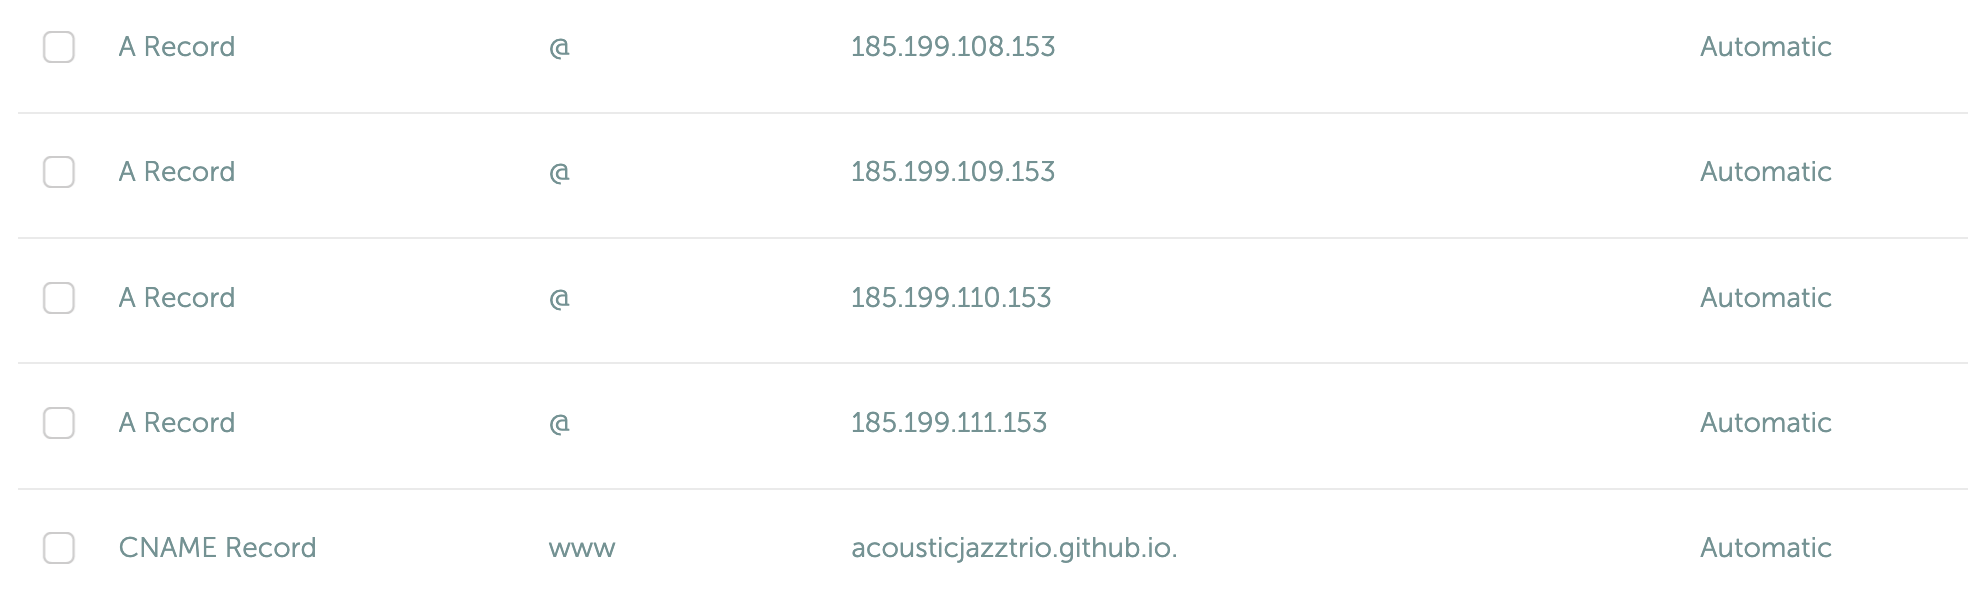 A Record @ 185.199.108.153 Automatic
A Record @ 185.199.109.153 Automatic
A Record @ 185.199.110.153 Automatic
A Record @ 185.199.111.153 Automatic
CNAME Record www acousticjazztrio.github.io. Automatic